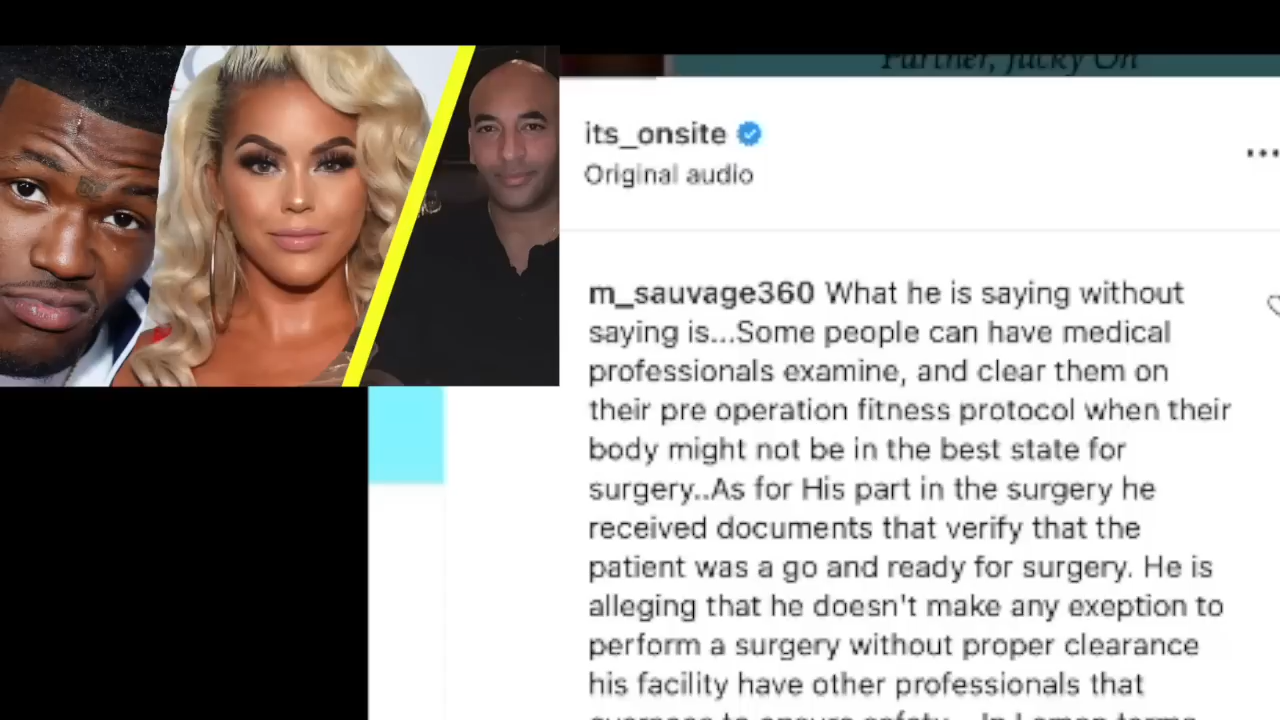 Partner, Jacky Oh
its_onsite
Original audio
m_sauvage360 What he is saying without
saying is...Some people can have medical
professionals examine, and clear them on
their pre operation fitness protocol when their
body might not be in the best state for
surgery..As for His part in the surgery he
received documents that verify that the
patient was a go and ready for surgery. He is
alleging that he doesn't make any exeption to
perform a surgery without proper clearance
his facility have other professionals that